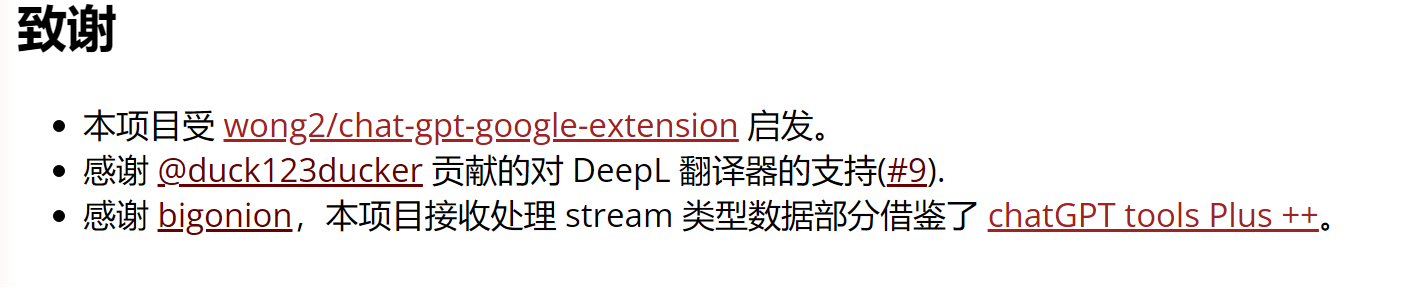 致谢
本项目受 wong2/chat-gpt-google-extension 启发。
感谢 @duck123ducker 贡献的对 DeepL 翻译器的支持(#9).
感谢 bigonion，本项目接收处理 stream 类型数据部分借鉴了 chatGPT tools Plus ++。